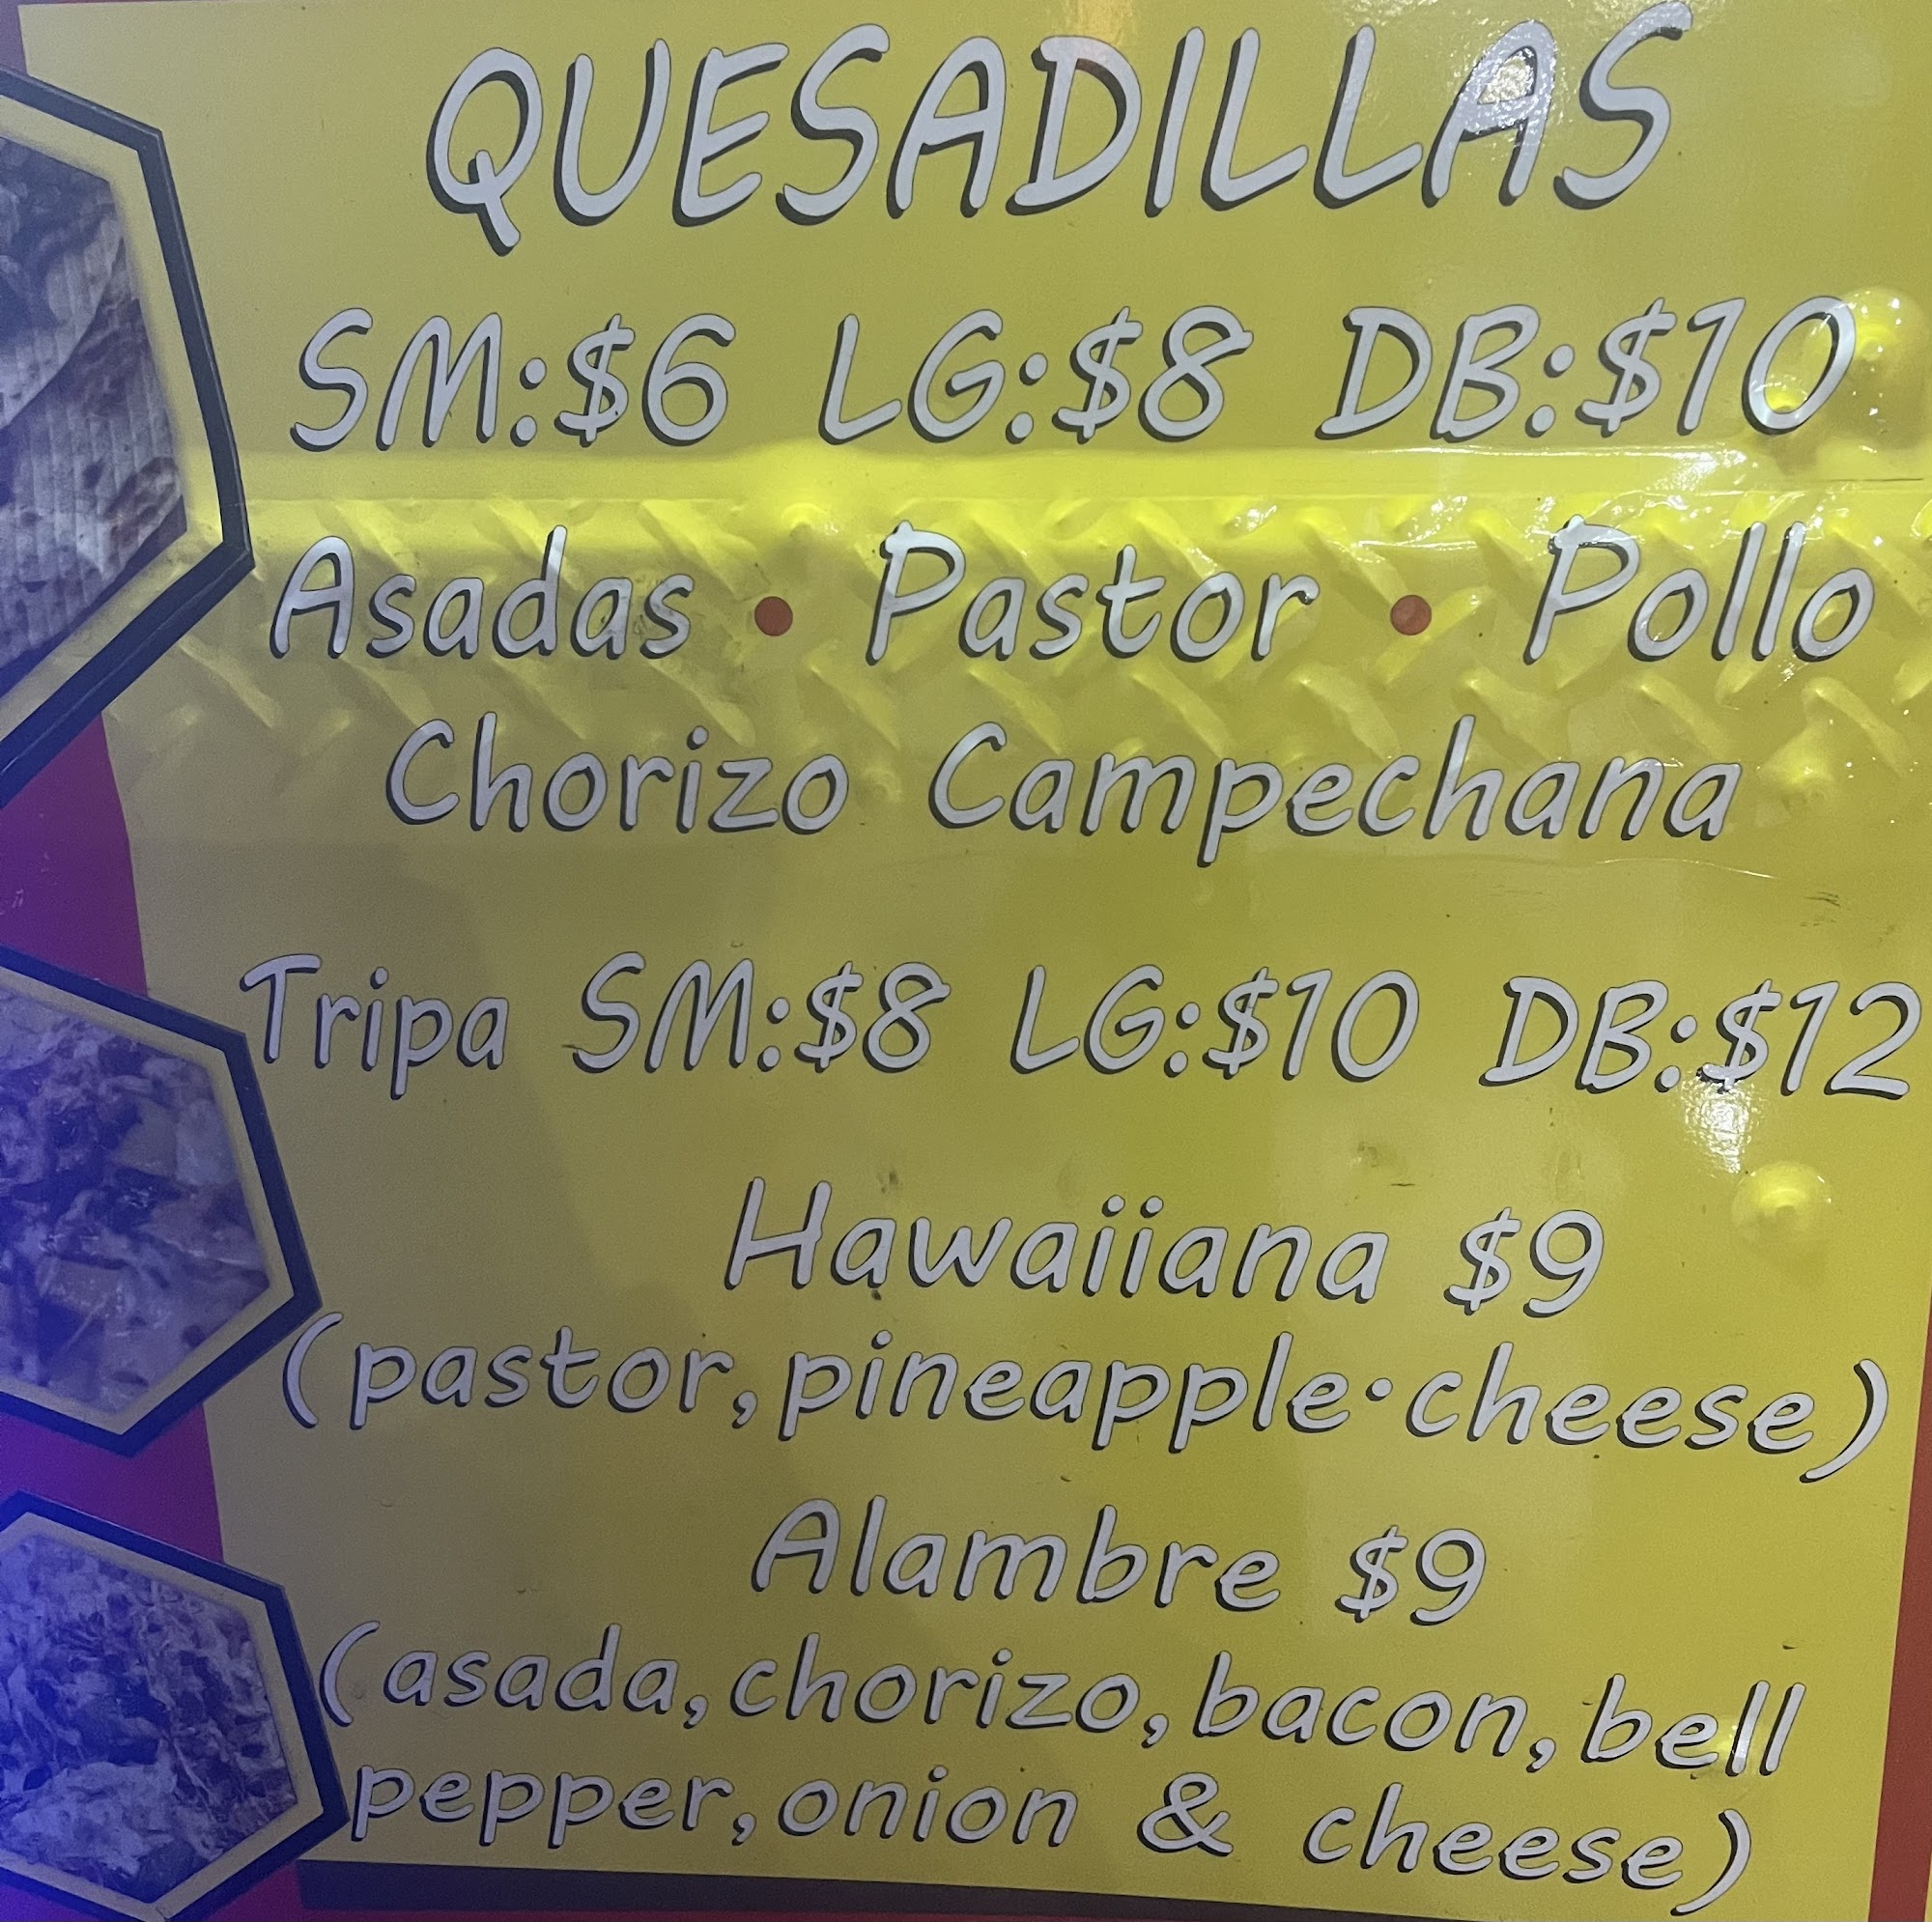 QUESADILLAS
SM:$6 LG:$8 DB:$10
Asadas • Pastor • Pollo
Chorizo Campechana
Tripa SM:$8 LG:$10 DB:$12
Hawaiiana $9
(pastor,pineapple·cheese)
Alambre $9
(asada,chorizo,bacon,bell
pepper,onion & cheese)